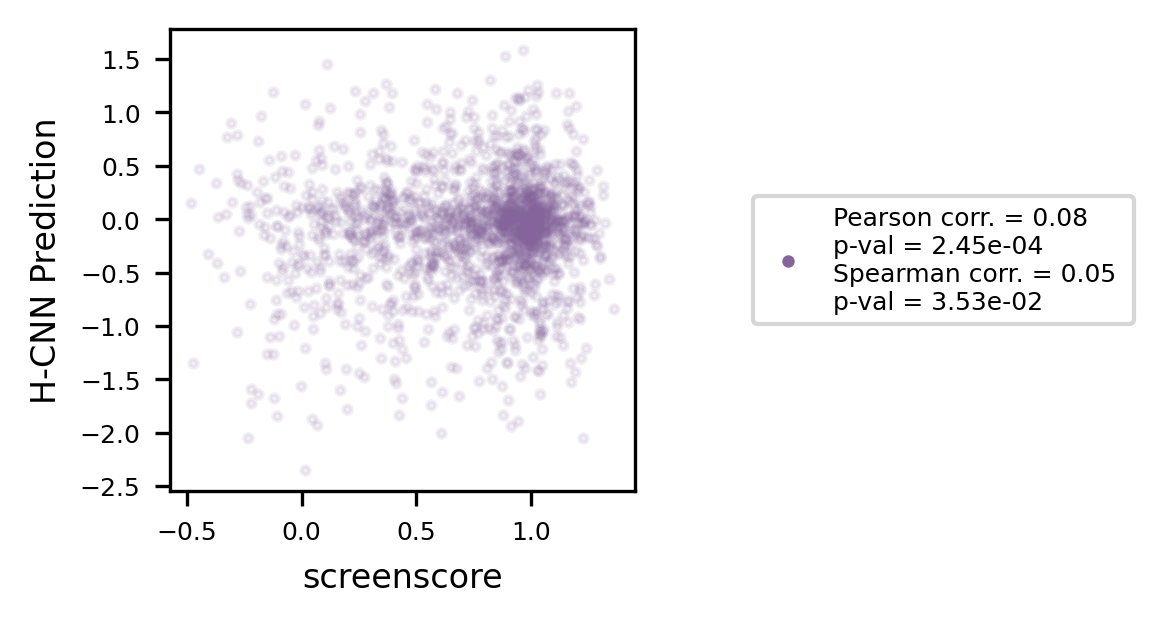 H-CNN Prediction
1.5
1.0
0.5
0.0
−0.5
−1.0
−1.5
−2.0
−2.5
−0.5
0.0
0.5
1.0
screenscore
Pearson corr. = 0.08
p-val = 2.45e-04
Spearman corr. = 0.05
p-val = 3.53e-02